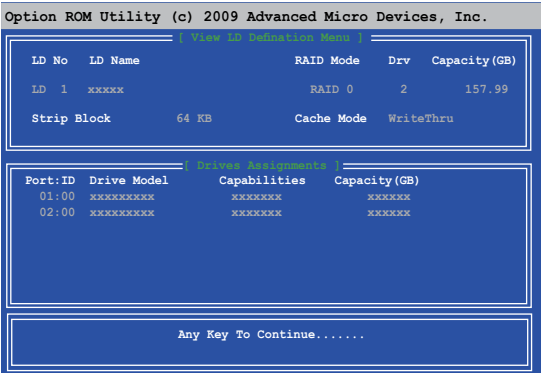 Option ROM Utility (c) 2009 Advanced Micro Devices, Inc.
[ View LD Defination Menu ]
LD No LD Name RAID Mode Drv Capacity(GB)
LD 1 xxxxx RAID 0 2 157.99
Strip Block 64 KB Cache Mode WriteThru
[ Drives Assignments ]
Port:ID Drive Model Capabilities Capacity(GB)
01:00 xxxxxxxxx xxxxxxx xxxxxx
02:00 xxxxxxxxx xxxxxxx xxxxxx
Any Key To Continue.......